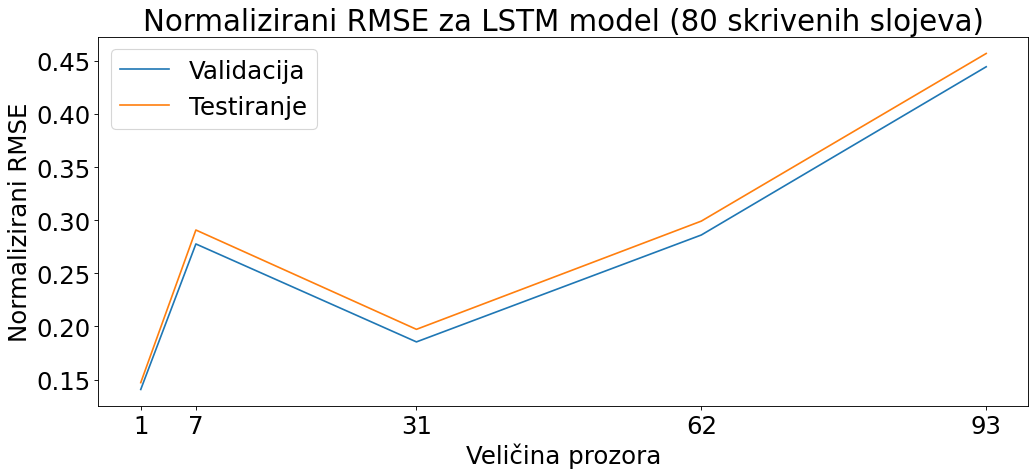 Normalizirani RMSE za LSTM model (80 skrivenih slojeva)
Validacija
Testiranje
Normalizirani RMSE
0.45
0.40
0.35
0.30
0.25
0.20
0.15
1 7 31 62 93
Veličina prozora